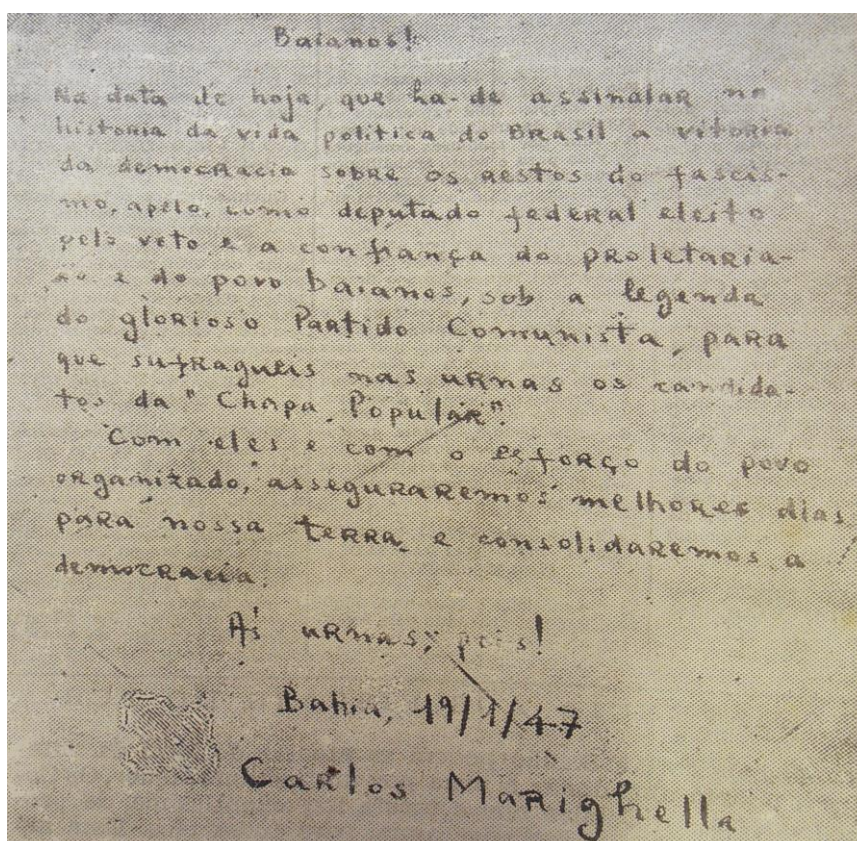 Baianos!
Na data de hoje, que ha-de assinalar na
historia da vida politica do Brasil a vitoria
da democracia sobre os restos do fascis-
mo, apélo, como deputado federal eleito
pelo voto e a confiança do proletaria-
do e do povo baianos, sob a legenda
do glorioso Partido Comunista, para
que sufragueis nas urnas os candida-
tos da "Chapa Popular".
Com eles e com o esforço do povo
organizado, asseguraremos melhores dias
para nossa terra e consolidaremos a
democracia.
Ás urnas, pois!
Bahia, 19/1/47
Carlos Marighella